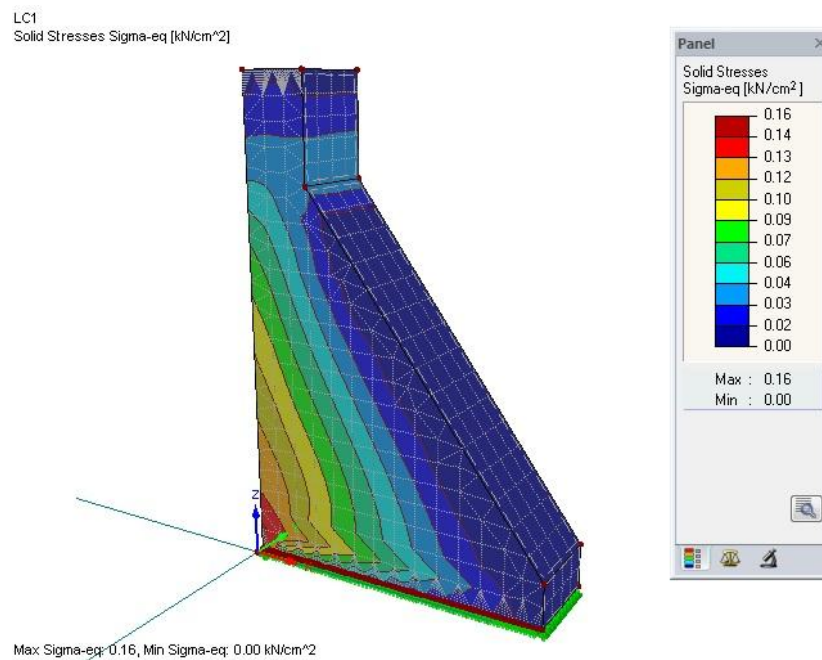 LC1
Solid Stresses Sigma-eq [kN/cm^2]
Z
Max Sigma-eq: 0.16, Min Sigma-eq: 0.00 kN/cm^2
Panel
Solid Stresses
Sigma-eq [kN/cm²]
0.16
0.14
0.13
0.12
0.10
0.09
0.07
0.06
0.04
0.03
0.02
0.00
Max : 0.16
Min : 0.00